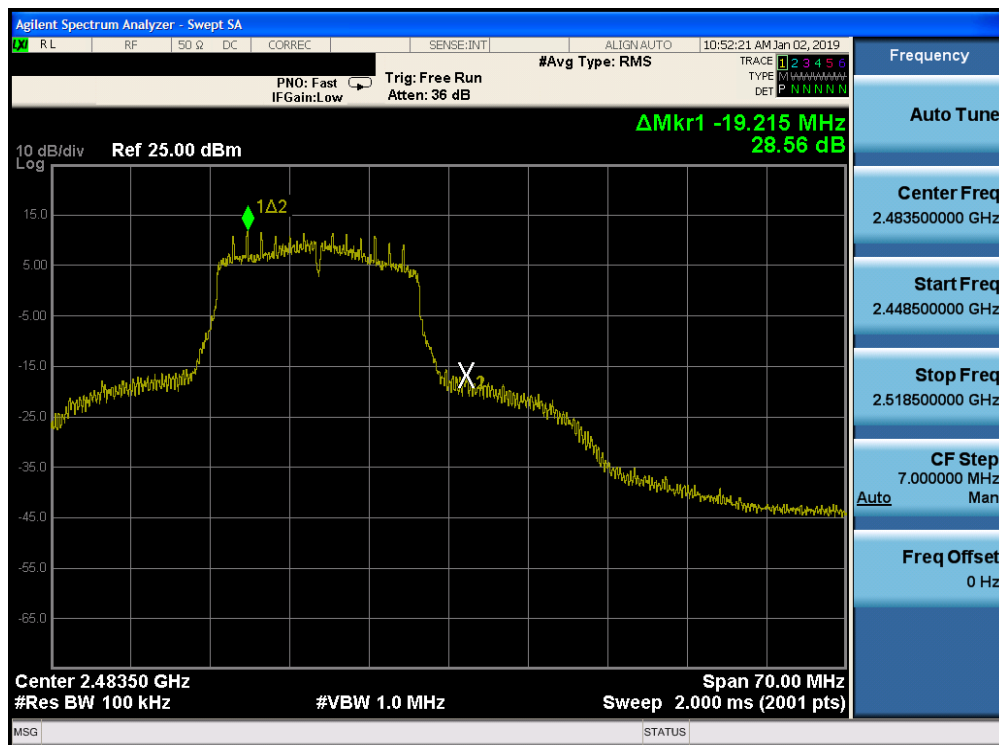 Agilent Spectrum Analyzer - Swept SA
LXI RL RF 50 Ω DC CORREC SENSE:INT ALIGN AUTO 10:52:21 AM Jan 02, 2019
PNO: Fast
IFGain:Low
Trig: Free Run
Atten: 36 dB
#Avg Type: RMS
TRACE 1 2 3 4 5 6
TYPE M
DET P N N N N N
ΔMkr1 -19.215 MHz
28.56 dB
10 dB/div Ref 25.00 dBm
Log
1Δ2
15.0
5.00
-5.00
-15.0
X2
-25.0
-35.0
-45.0
-55.0
-65.0
Center 2.48350 GHz Span 70.00 MHz
#Res BW 100 kHz #VBW 1.0 MHz Sweep 2.000 ms (2001 pts)
MSG STATUS
Frequency
Auto Tune
Center Freq
2.483500000 GHz
Start Freq
2.448500000 GHz
Stop Freq
2.518500000 GHz
CF Step
7.000000 MHz
Auto Man
Freq Offset
0 Hz